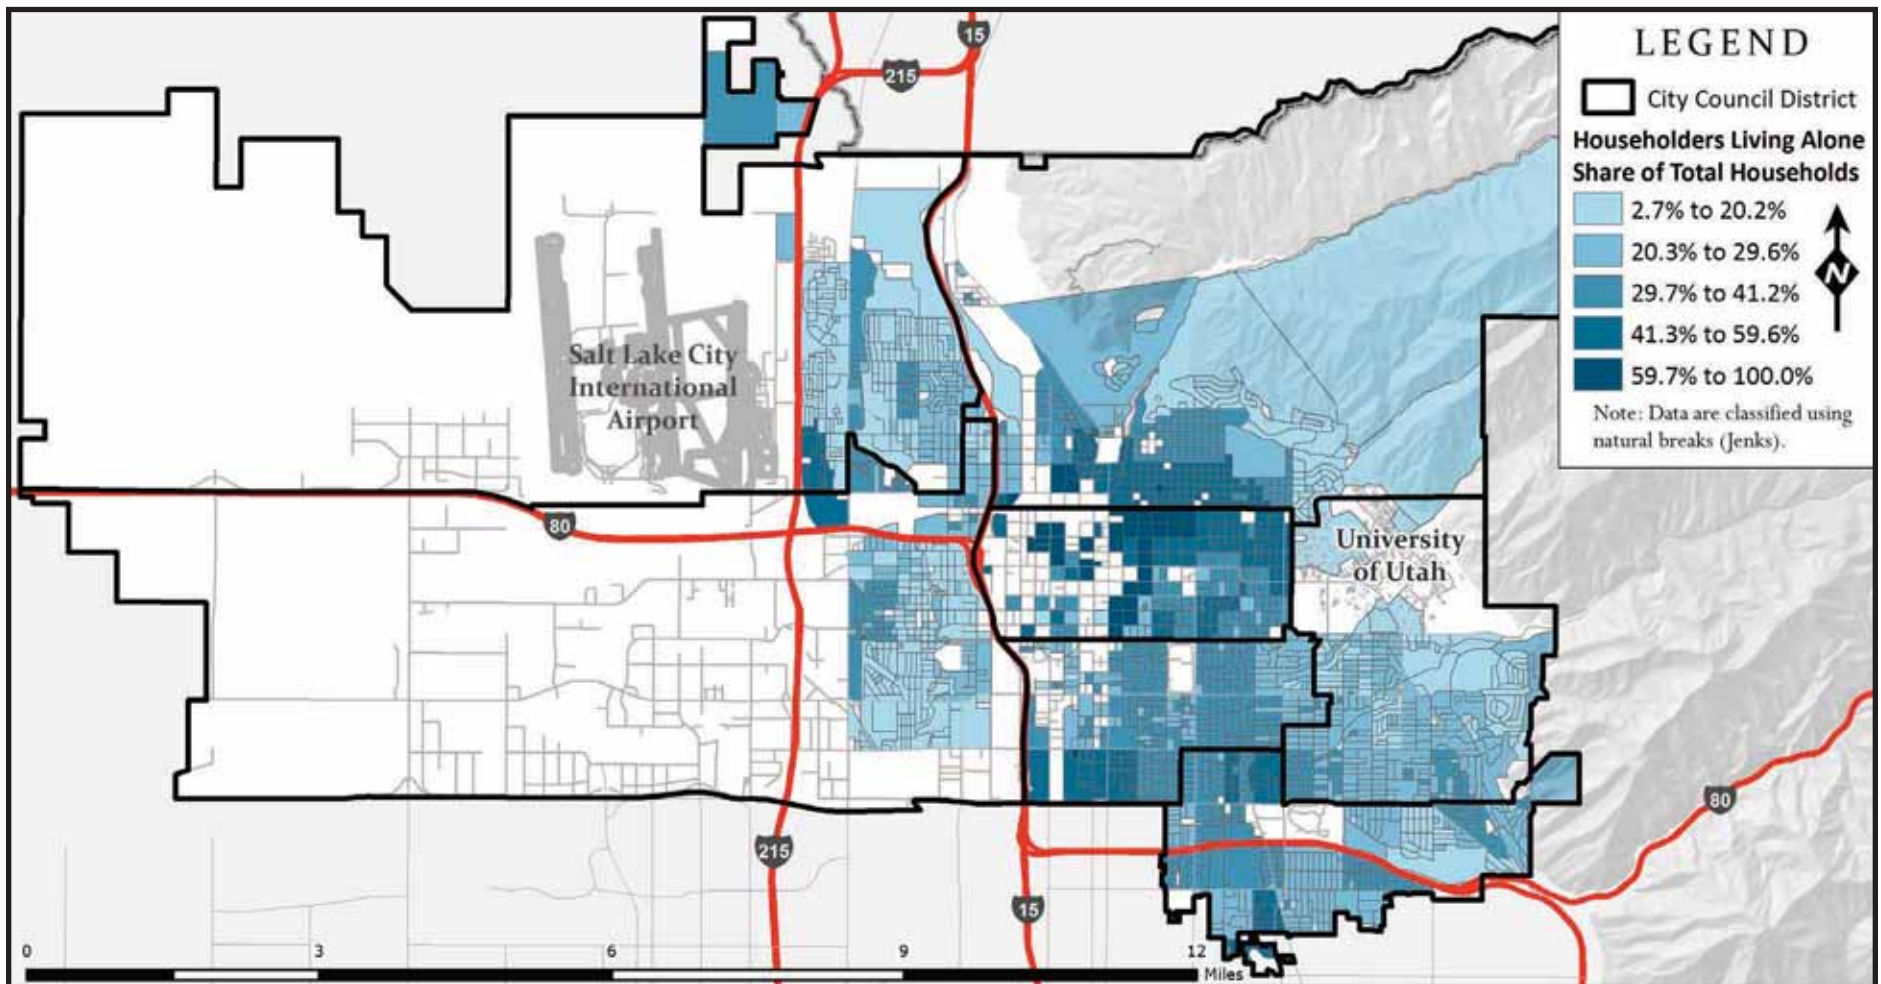 15
215
LEGEND
City Council District
Householders Living Alone
Share of Total Households
2.7% to 20.2%
20.3% to 29.6%
29.7% to 41.2%
41.3% to 59.6%
59.7% to 100.0%
N
Note: Data are classified using
natural breaks (Jenks).
Salt Lake City
International
Airport
80
University
of Utah
80
215
15
0 3 6 9 12
Miles